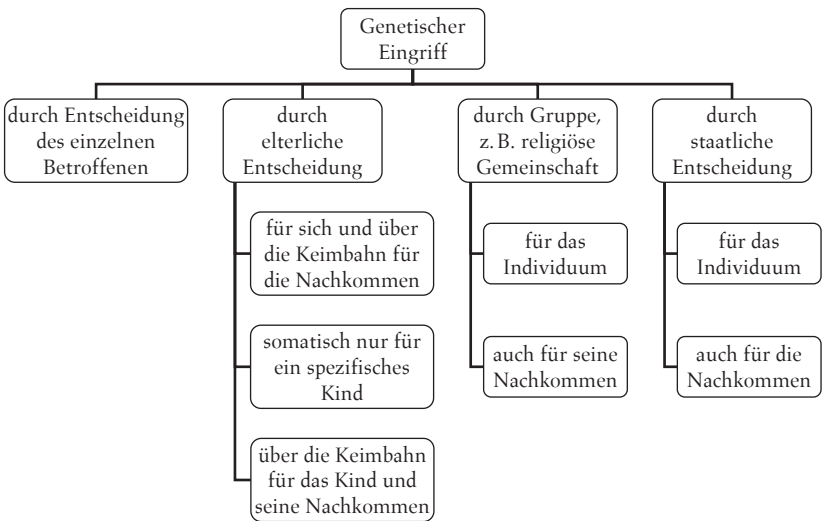 Genetischer
Eingriff
durch Entscheidung
des einzelnen
Betroffenen
durch
elterliche
Entscheidung
für sich und über
die Keimbahn für
die Nachkommen
somatisch nur für
ein spezifisches
Kind
über die Keimbahn
für das Kind und
seine Nachkommen
durch Gruppe,
z. B. religiöse
Gemeinschaft
für das
Individuum
auch für seine
Nachkommen
durch
staatliche
Entscheidung
für das
Individuum
auch für die
Nachkommen